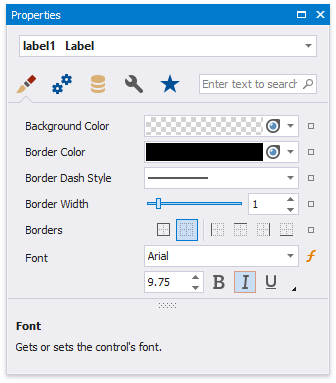 Properties
label1 Label
Enter text to search
Background Color
Border Color
Border Dash Style
Border Width 1
Borders
Font Arial
9.75 B I U
Font
Gets or sets the control's font.